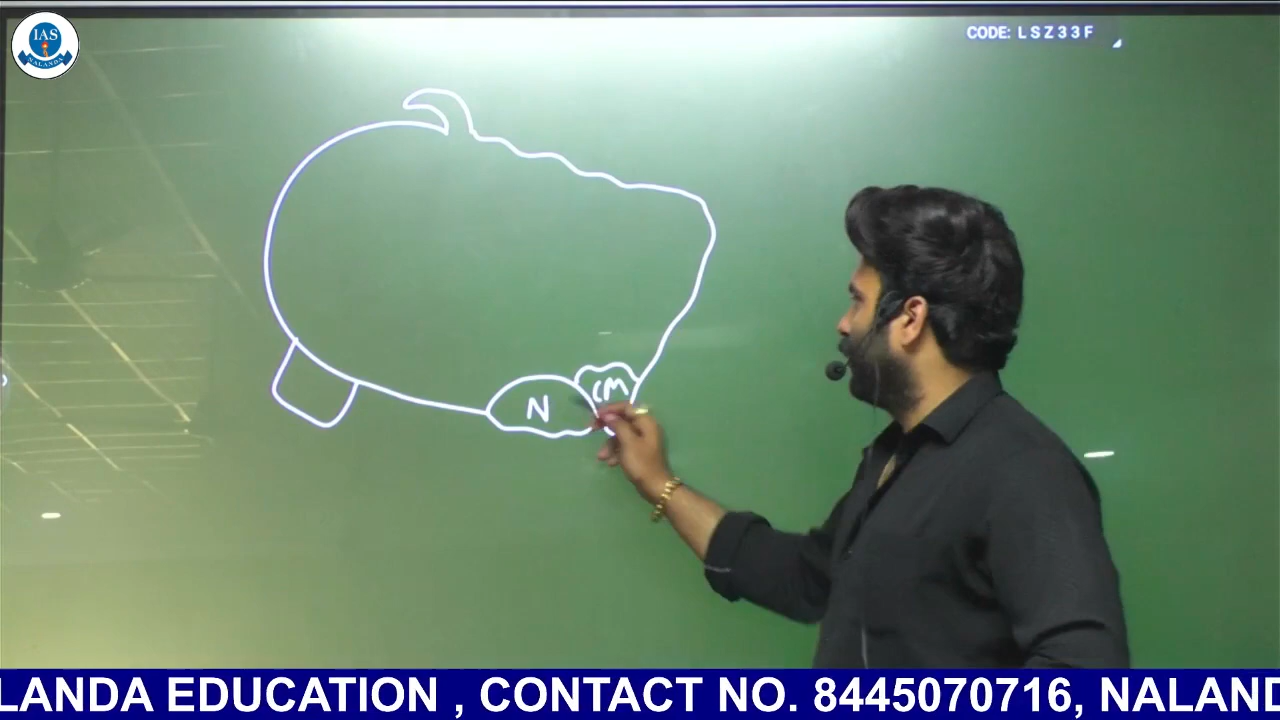 IAS
NALANDA
CODE: LSZ33F
N
CM
LANDA EDUCATION , CONTACT NO. 8445070716, NALAND